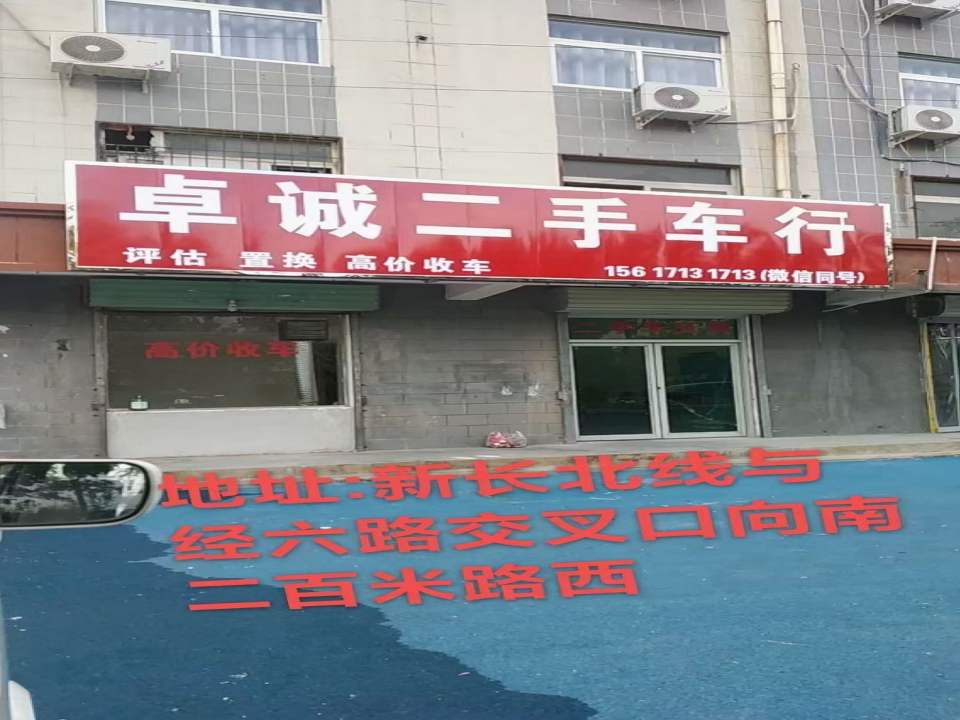 卓诚二手车行
评估 置换 高价收车 156 1713 1713(微信同号)
高价收车
地址:新长北线与
经六路交叉口向南
二百米路西